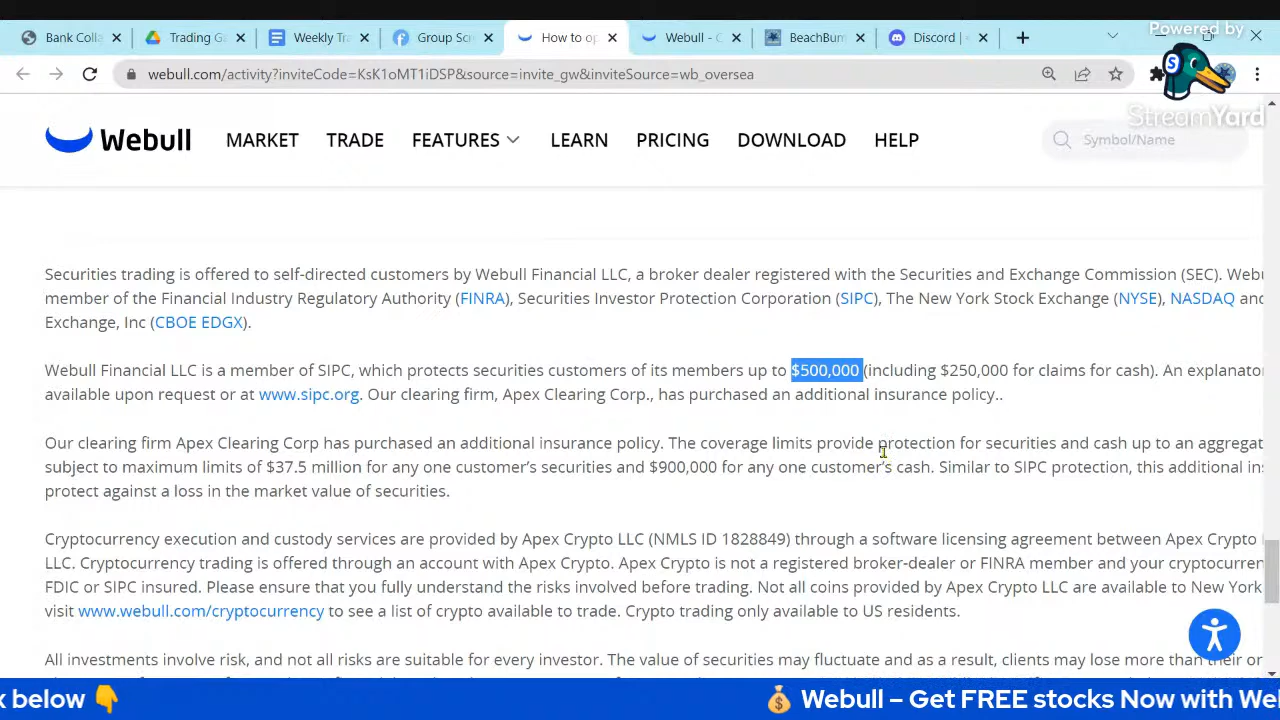 Powered by
StreamYard
Bank Colla
Trading Ga
Weekly Tra
Group Sc
How to op
Webull - C
BeachBum
Discord |
webull.com/activity?inviteCode=KsK1oMT1iDSP&source=invite_gw&inviteSource=wb_oversea
Webull MARKET TRADE FEATURES LEARN PRICING DOWNLOAD HELP Symbol/Name
Securities trading is offered to self-directed customers by Webull Financial LLC, a broker dealer registered with the Securities and Exchange Commission (SEC). Webu
member of the Financial Industry Regulatory Authority (FINRA), Securities Investor Protection Corporation (SIPC), The New York Stock Exchange (NYSE), NASDAQ and
Exchange, Inc (CBOE EDGX).
Webull Financial LLC is a member of SIPC, which protects securities customers of its members up to $500,000 (including $250,000 for claims for cash). An explanato
available upon request or at www.sipc.org. Our clearing firm, Apex Clearing Corp., has purchased an additional insurance policy..
Our clearing firm Apex Clearing Corp has purchased an additional insurance policy. The coverage limits provide protection for securities and cash up to an aggregat
subject to maximum limits of $37.5 million for any one customer's securities and $900,000 for any one customer's cash. Similar to SIPC protection, this additional in
protect against a loss in the market value of securities.
Cryptocurrency execution and custody services are provided by Apex Crypto LLC (NMLS ID 1828849) through a software licensing agreement between Apex Crypto
LLC. Cryptocurrency trading is offered through an account with Apex Crypto. Apex Crypto is not a registered broker-dealer or FINRA member and your cryptocurren
FDIC or SIPC insured. Please ensure that you fully understand the risks involved before trading. Not all coins provided by Apex Crypto LLC are available to New York
visit www.webull.com/cryptocurrency to see a list of crypto available to trade. Crypto trading only available to US residents.
All investments involve risk, and not all risks are suitable for every investor. The value of securities may fluctuate and as a result, clients may lose more than their or
k below 👇 💰 Webull – Get FREE stocks Now with Wel